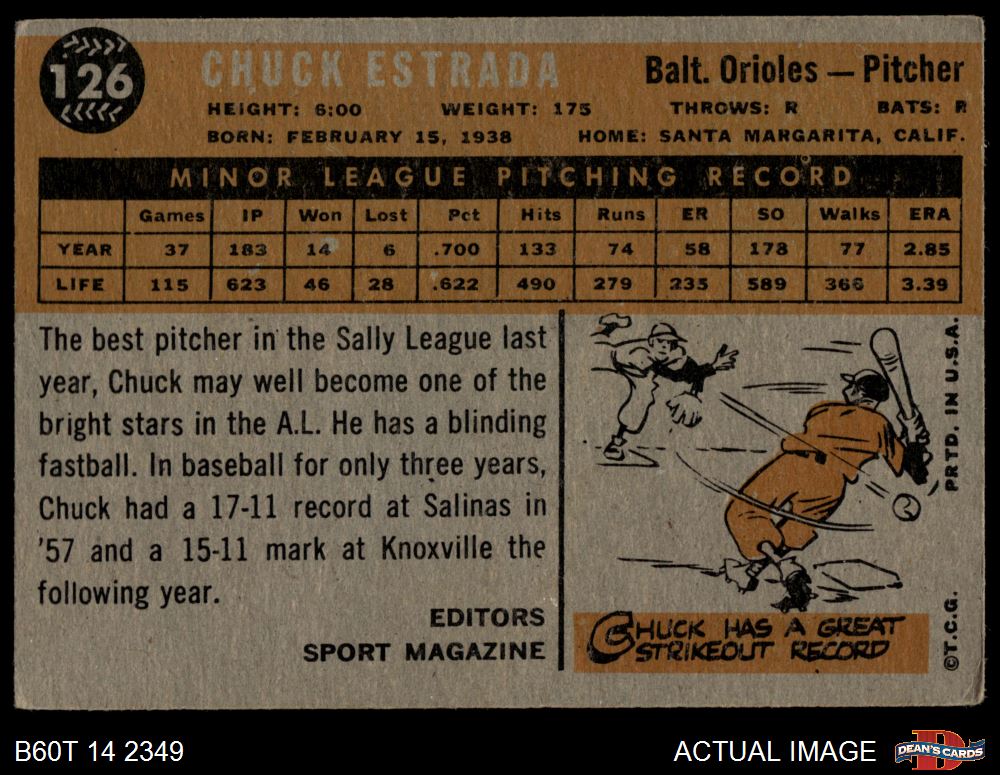 126
CHUCK ESTRADA
Balt. Orioles — Pitcher
HEIGHT: 6:00 WEIGHT: 175 THROWS: R BATS: R
BORN: FEBRUARY 15, 1938 HOME: SANTA MARGARITA, CALIF.
MINOR LEAGUE PITCHING RECORD
Games IP Won Lost Pct Hits Runs ER SO Walks ERA
YEAR 37 183 14 6 .700 133 74 58 178 77 2.85
LIFE 115 623 46 28 .622 490 279 235 589 366 3.39
The best pitcher in the Sally League last
year, Chuck may well become one of the
bright stars in the A.L. He has a blinding
fastball. In baseball for only three years,
Chuck had a 17-11 record at Salinas in
'57 and a 15-11 mark at Knoxville the
following year.
EDITORS
SPORT MAGAZINE
CHUCK HAS A GREAT
STRIKEOUT RECORD
PRTD. IN U.S.A.
©T.C.G.
B60T 14 2349
ACTUAL IMAGE
D
DEAN'S CARDS